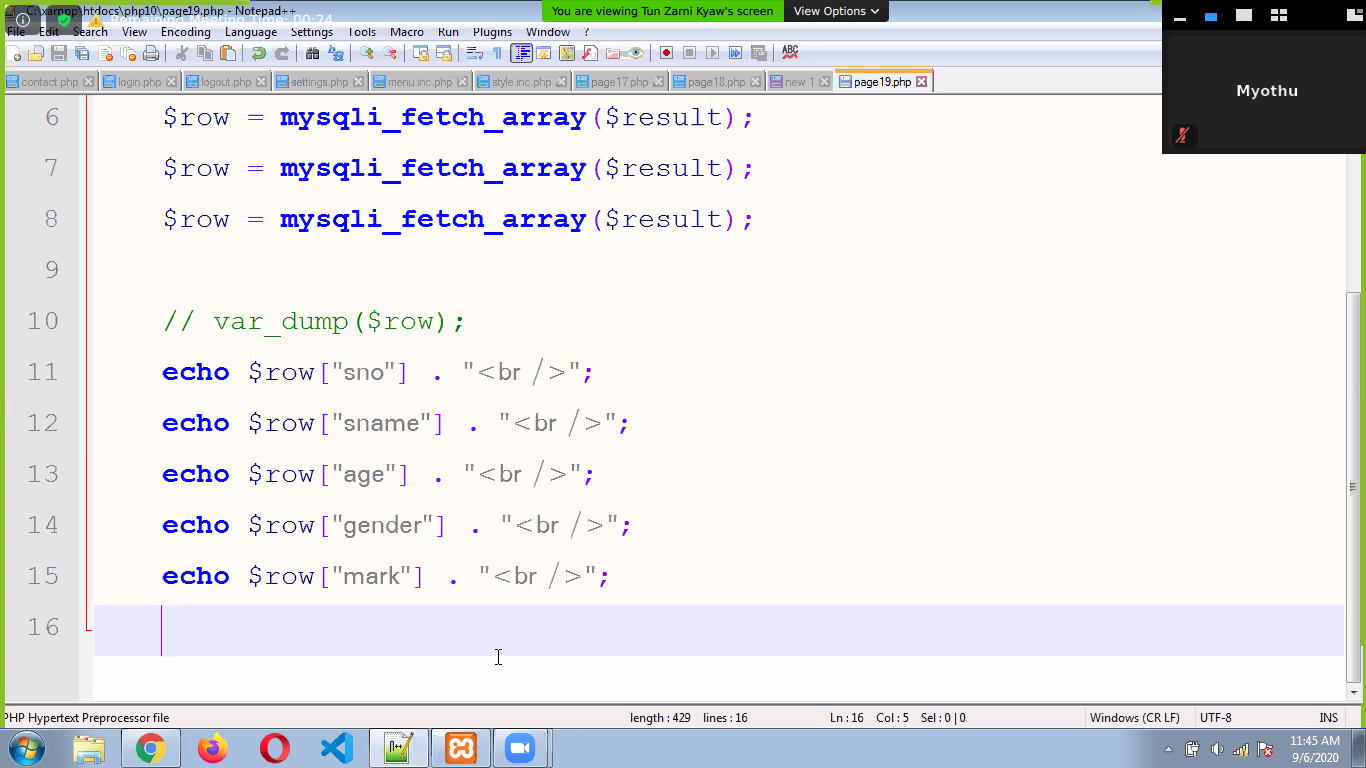 C:\xampp\htdocs\php10\page19.php - Notepad++
Remaining Meeting Time: 00:24
You are viewing Tun Zarni Kyaw's screen
View Options
File Edit Search View Encoding Language Settings Tools Macro Run Plugins Window ?
contact.php login.php logout.php settings.php menu.inc.php style.inc.php page17.php page18.php new 1 page19.php
Myothu
6 $row = mysqli_fetch_array($result);
7 $row = mysqli_fetch_array($result);
8 $row = mysqli_fetch_array($result);
9
10 // var_dump($row);
11 echo $row["sno"] . "<br />";
12 echo $row["sname"] . "<br />";
13 echo $row["age"] . "<br />";
14 echo $row["gender"] . "<br />";
15 echo $row["mark"] . "<br />";
16
PHP Hypertext Preprocessor file length : 429 lines : 16 Ln : 16 Col : 5 Sel : 0 | 0 Windows (CR LF) UTF-8 INS
11:45 AM
9/6/2020